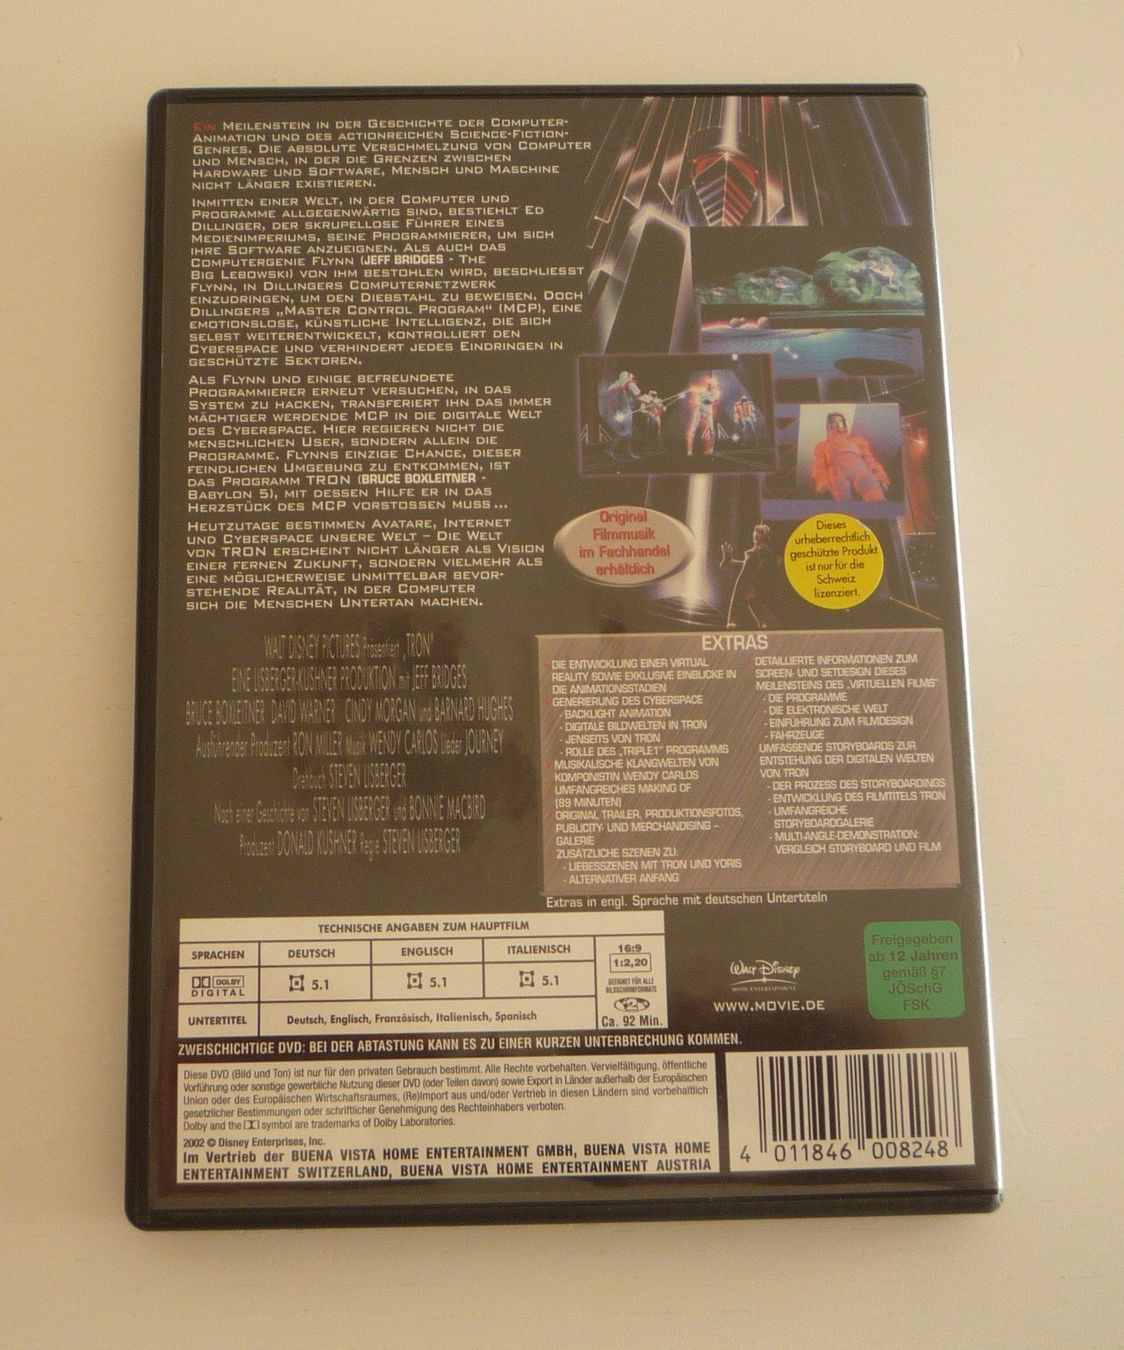 Ein Meilenstein in der Geschichte der Computer-
Animation und des actionreichen Science-Fiction-
Genres. Die absolute Verschmelzung von Computer
und Mensch, in der die Grenzen zwischen
Hardware und Software, Mensch und Maschine
nicht länger existieren.
Inmitten einer Welt, in der Computer und
Programme allgegenwärtig sind, bestiehlt Ed
Dillinger, der skrupellose Führer eines
Medienimperiums, seine Programmierer, um sich
ihre Software anzueignen. Als auch das
Computergenie Flynn (JEFF BRIDGES - The
Big Lebowski) von ihm bestohlen wird, beschliesst
Flynn, in Dillingers Computernetzwerk
einzudringen, um den Diebstahl zu beweisen. Doch
Dillingers „Master Control Program“ (MCP), eine
emotionslose, künstliche Intelligenz, die sich
selbst weiterentwickelt, kontrolliert den
Cyberspace und verhindert jedes Eindringen in
geschützte Sektoren.
Als Flynn und einige befreundete
Programmierer erneut versuchen, in das
System zu hacken, transferiert ihn das immer
mächtiger werdende MCP in die digitale Welt
des Cyberspace. Hier regieren nicht die
menschlichen User, sondern allein die
Programme. Flynns einzige Chance, dieser
feindlichen Umgebung zu entkommen, ist
das Programm TRON (BRUCE BOXLEITNER -
Babylon 5), mit dessen Hilfe er in das
Herzstück des MCP vorstossen muss...
Heutzutage bestimmen Avatare, Internet
und Cyberspace unsere Welt – Die Welt
von TRON erscheint nicht länger als Vision
einer fernen Zukunft, sondern vielmehr als
eine möglicherweise unmittelbar bevor-
stehende Realität, in der Computer
sich die Menschen Untertan machen.
Original
Filmmusik
im Fachhandel
erhältlich
Dieses
urheberrechtlich
geschützte Produkt
ist nur für die
Schweiz
lizenziert.
WALT DISNEY PICTURES Präsentiert „TRON“
EINE LISBERGER-KUSHNER PRODUKTION mit JEFF BRIDGES
BRUCE BOXLEITNER DAVID WARNER CINDY MORGAN und BARNARD HUGHES
Ausführender Produzent RON MILLER Musik WENDY CARLOS Lieder JOURNEY
Drehbuch STEVEN LISBERGER
Nach einer Geschichte von STEVEN LISBERGER und BONNIE MACBIRD
Produzent DONALD KUSHNER Regie STEVEN LISBERGER
EXTRAS
DIE ENTWICKLUNG EINER VIRTUAL
REALITY SOWIE EXKLUSIVE EINBLICKE IN
DIE ANIMATIONSSTADIEN
GENERIERUNG DES CYBERSPACE
- BACKLIGHT ANIMATION
- DIGITALE BILDWELTEN IN TRON
- JENSEITS VON TRON
- ROLLE DES „TRIPLE1“ PROGRAMMS
MUSIKALISCHE KLANGWELTEN VON
KOMPONISTIN WENDY CARLOS
UMFANGREICHES MAKING OF
(89 MINUTEN)
ORIGINAL TRAILER, PRODUKTIONSFOTOS,
PUBLICITY- UND MERCHANDISING –
GALERIE
ZUSÄTZLICHE SZENEN ZU:
- LIEBESSZENEN MIT TRON UND YORIS
- ALTERNATIVER ANFANG
DETAILLIERTE INFORMATIONEN ZUM
SCREEN- UND SETDESIGN DIESES
MEILENSTEINS DES „VIRTUELLEN FILMS“
- DIE PROGRAMME
- DIE ELEKTRONISCHE WELT
- EINFÜHRUNG ZUM FILMDESIGN
- FAHRZEUGE
UMFASSENDE STORYBOARDS ZUR
ENTSTEHUNG DER DIGITALEN WELTEN
VON TRON
- DER PROZESS DES STORYBOARDINGS
- ENTWICKLUNG DES FILMTITELS TRON
- UMFANGREICHE
STORYBOARDGALERIE
- MULTI-ANGLE-DEMONSTRATION:
VERGLEICH STORYBOARD UND FILM
Extras in engl. Sprache mit deutschen Untertiteln
TECHNISCHE ANGABEN ZUM HAUPTFILM
SPRACHEN DEUTSCH ENGLISCH ITALIENISCH
DOLBY DIGITAL 5.1 5.1 5.1
UNTERTITEL Deutsch, Englisch, Französisch, Italienisch, Spanisch
16:9
1:2,20
GEEIGNET FÜR ALLE
BILDSCHIRMFORMATE
2
Ca. 92 Min.
Walt Disney
HOME ENTERTAINMENT
WWW.MOVIE.DE
Freigegeben
ab 12 Jahren
gemäß §7
JÖSchG
FSK
ZWEISCHICHTIGE DVD: BEI DER ABTASTUNG KANN ES ZU EINER KURZEN UNTERBRECHUNG KOMMEN.
Diese DVD (Bild und Ton) ist nur für den privaten Gebrauch bestimmt. Alle Rechte vorbehalten. Vervielfältigung, öffentliche
Vorführung oder sonstige gewerbliche Nutzung dieser DVD (oder Teilen davon) sowie Export in Länder außerhalb der Europäischen
Union oder des Europäischen Wirtschaftsraumes, (Re)Import aus und/oder Vertrieb in diesen Ländern sind vorbehaltlich
gesetzlicher Bestimmungen oder schriftlicher Genehmigung des Rechteinhabers verboten.
Dolby and the symbol are trademarks of Dolby Laboratories.
2002 © Disney Enterprises, Inc.
Im Vertrieb der BUENA VISTA HOME ENTERTAINMENT GMBH, BUENA VISTA HOME
ENTERTAINMENT SWITZERLAND, BUENA VISTA HOME ENTERTAINMENT AUSTRIA
4 011846 008248